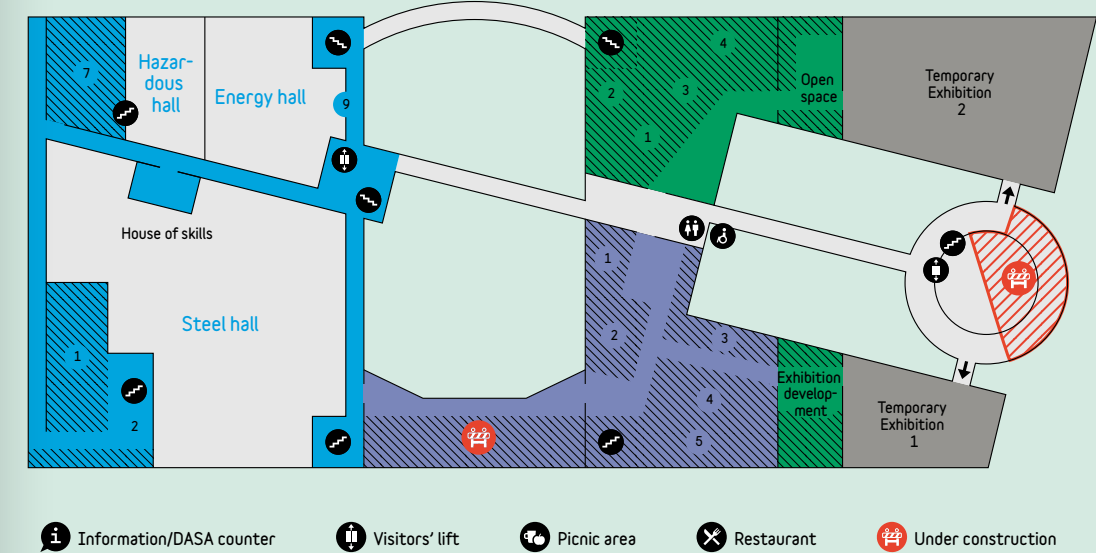 7
Hazar-
dous
hall
Energy hall
9
4
2
3
1
Open
space
Temporary
Exhibition
2
House of skills
Steel hall
1
2
1
2
3
4
5
Exhibition
develop-
ment
Temporary
Exhibition
1
Information/DASA counter
Visitors' lift
Picnic area
Restaurant
Under construction